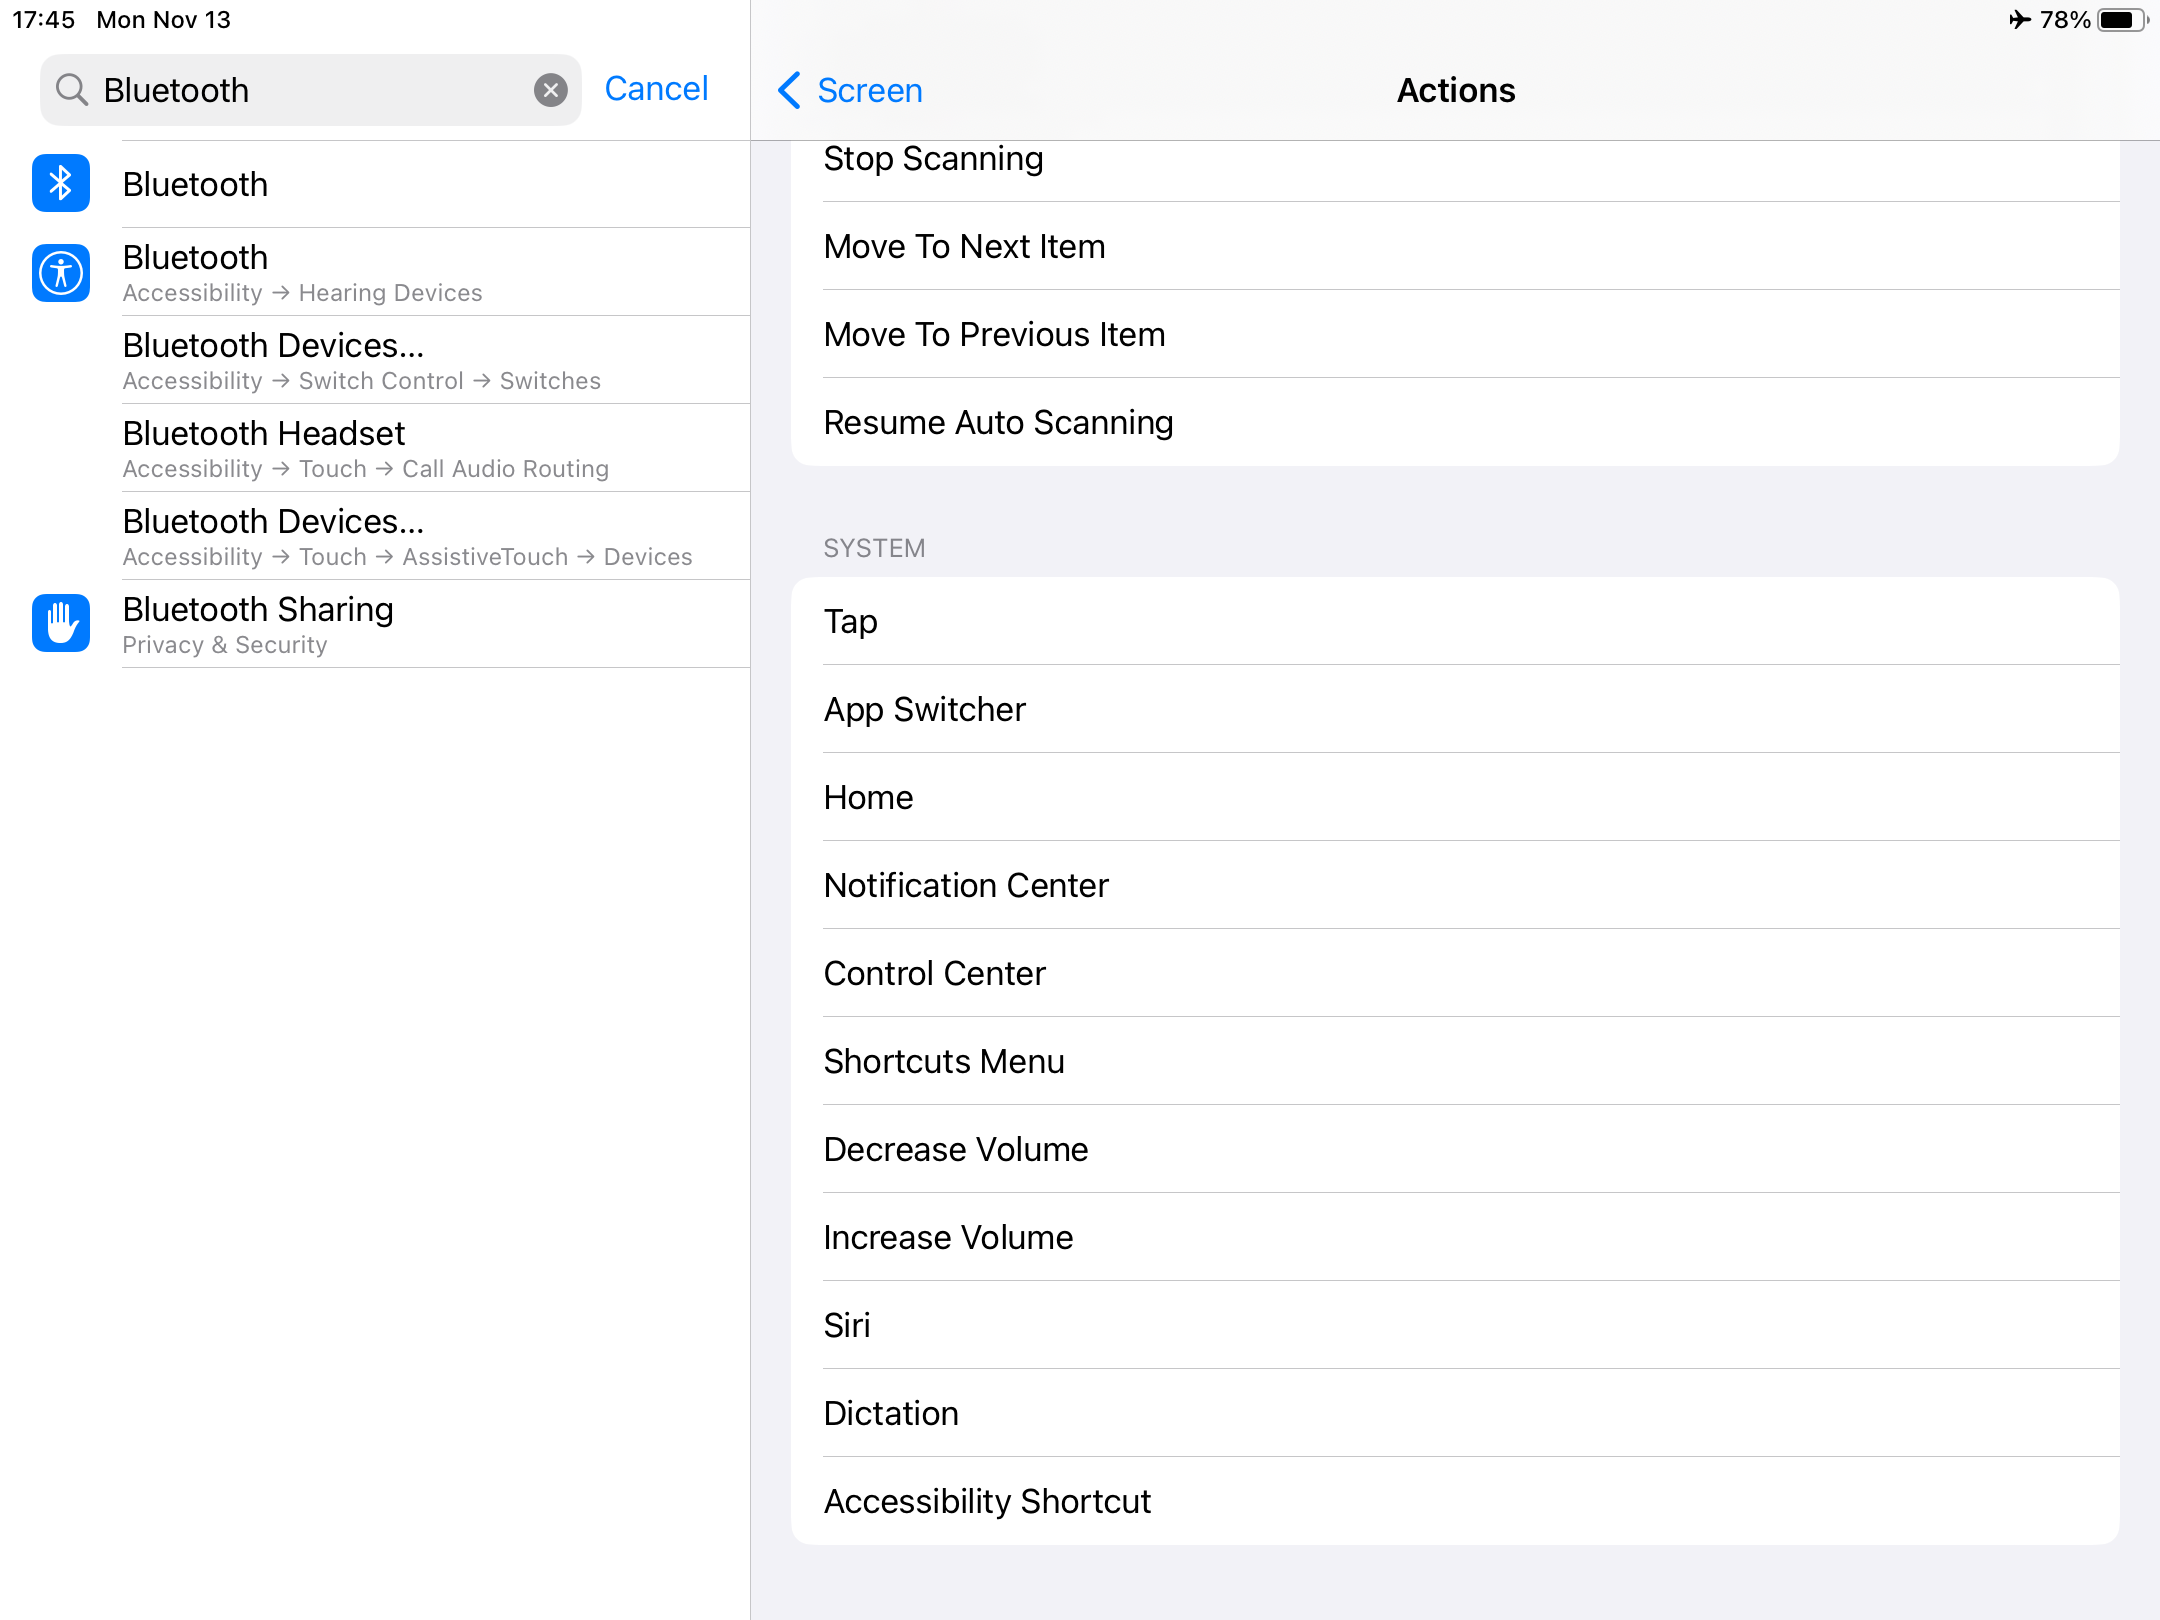 17:45 Mon Nov 13
78%
Bluetooth
Cancel
Bluetooth
Bluetooth
Accessibility → Hearing Devices
Bluetooth Devices...
Accessibility → Switch Control → Switches
Bluetooth Headset
Accessibility → Touch → Call Audio Routing
Bluetooth Devices...
Accessibility → Touch → AssistiveTouch → Devices
Bluetooth Sharing
Privacy & Security
Screen
Actions
Stop Scanning
Move To Next Item
Move To Previous Item
Resume Auto Scanning
SYSTEM
Tap
App Switcher
Home
Notification Center
Control Center
Shortcuts Menu
Decrease Volume
Increase Volume
Siri
Dictation
Accessibility Shortcut